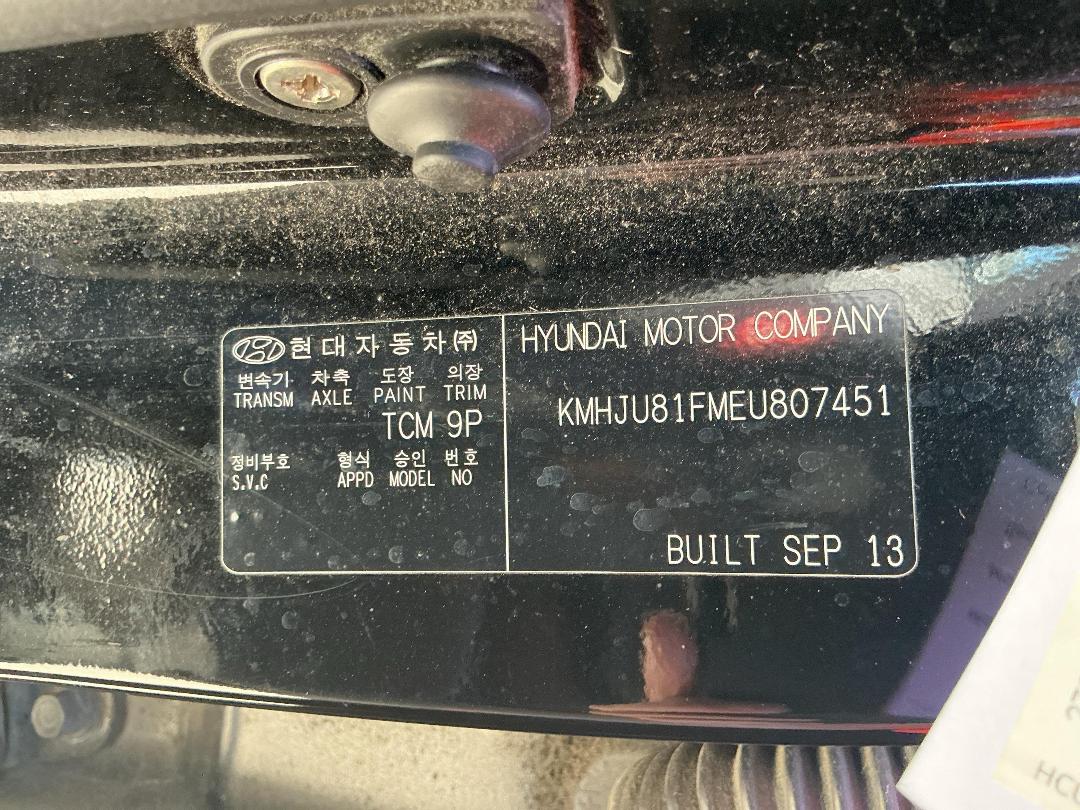 현대자동차㈜
변속기 차축 도장 의장
TRANSM AXLE PAINT TRIM
TCM 9P
정비부호 형식 승인 번호
S.V.C APPD MODEL NO
HYUNDAI MOTOR COMPANY
KMHJU81FMEU807451
BUILT SEP 13
HCC